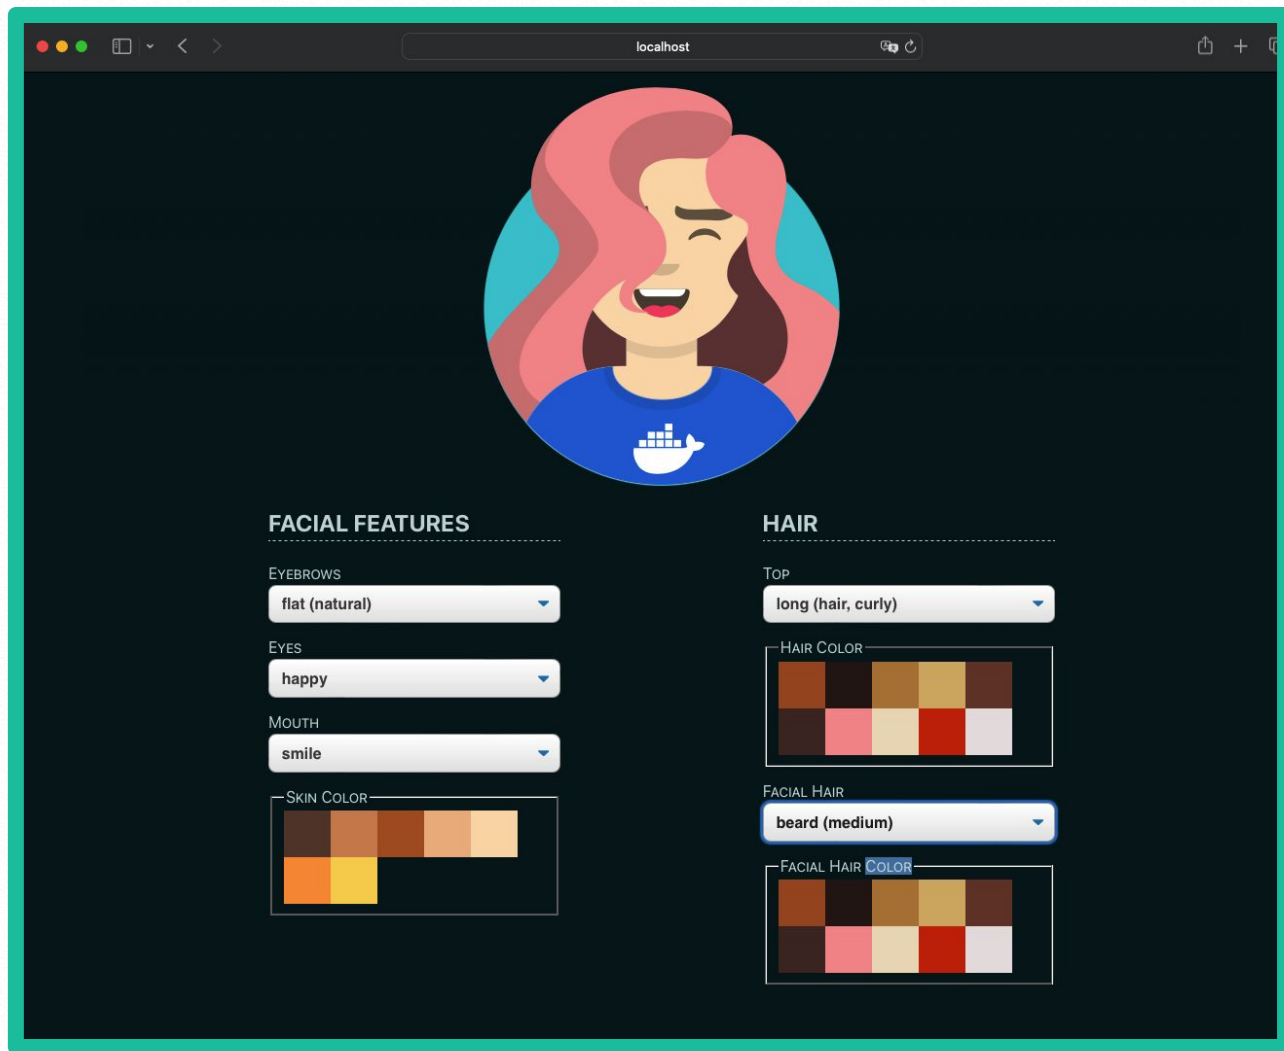 localhost
FACIAL FEATURES
EYEBROWS
flat (natural)
EYES
happy
MOUTH
smile
SKIN COLOR
HAIR
TOP
long (hair, curly)
HAIR COLOR
FACIAL HAIR
beard (medium)
FACIAL HAIR COLOR